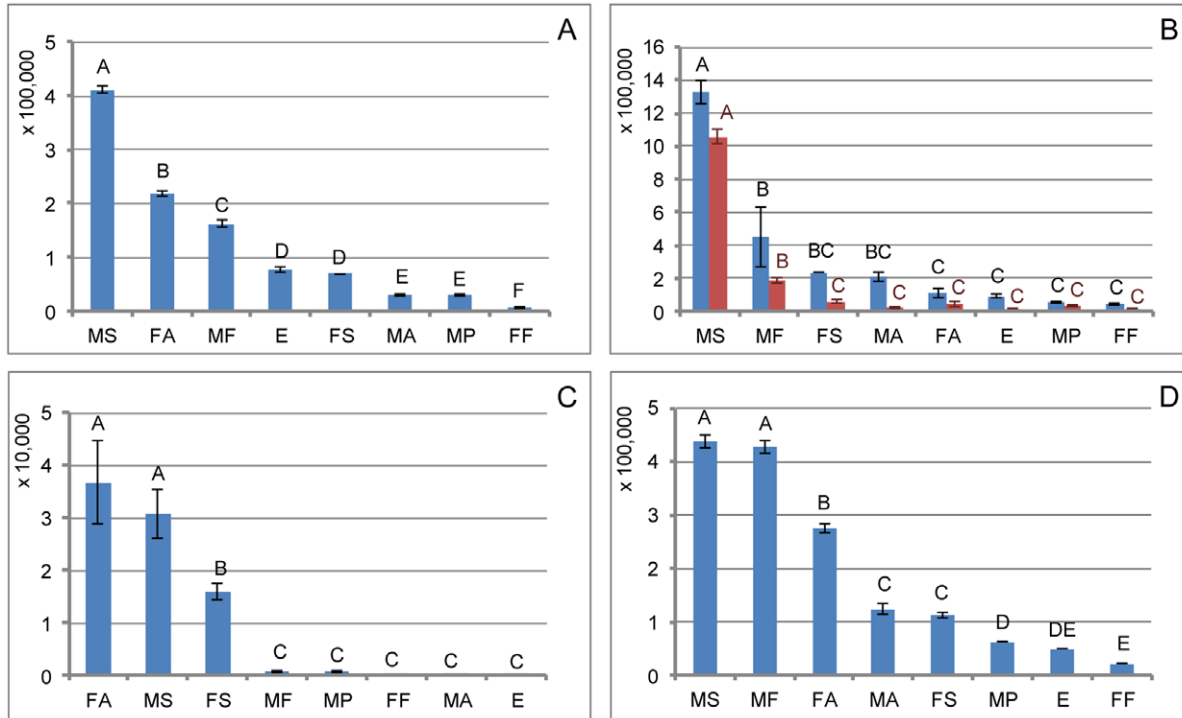 A
x 100,000
5
4
3
2
1
0
A
B
C
D
D
E
E
F
MS FA MF E FS MA MP FF
B
x 100,000
16
14
12
10
8
6
4
2
0
A
A
B
B
BC
C
BC
C
C
C
C
C
C
C
C
C
MS MF FS MA FA E MP FF
C
x 10,000
5
4
3
2
1
0
A
A
B
C
C
C
C
C
FA MS FS MF MP FF MA E
D
x 100,000
5
4
3
2
1
0
A
A
B
C
C
D
DE
E
MS MF FA MA FS MP E FF